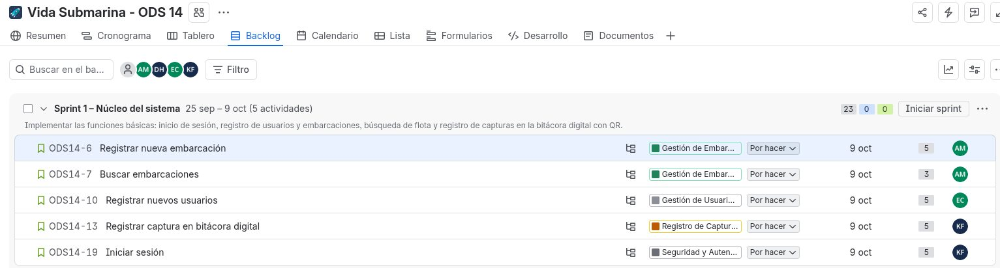 Vida Submarina - ODS 14
Resumen Cronograma Tablero Backlog Calendario Lista Formularios Desarrollo Documentos
Buscar en el ba... AM DH EC KF Filtro
Sprint 1 – Núcleo del sistema 25 sep – 9 oct (5 actividades) 23 0 0 Iniciar sprint
Implementar las funciones básicas: inicio de sesión, registro de usuarios y embarcaciones, búsqueda de flota y registro de capturas en la bitácora digital con QR.
ODS14-6 Registrar nueva embarcación Gestión de Embar... Por hacer 9 oct 5 AM
ODS14-7 Buscar embarcaciones Gestión de Embar... Por hacer 9 oct 3 AM
ODS14-10 Registrar nuevos usuarios Gestión de Usuari... Por hacer 9 oct 5 EC
ODS14-13 Registrar captura en bitácora digital Registro de Captur... Por hacer 9 oct 5 KF
ODS14-19 Iniciar sesión Seguridad y Auten... Por hacer 9 oct 5 KF